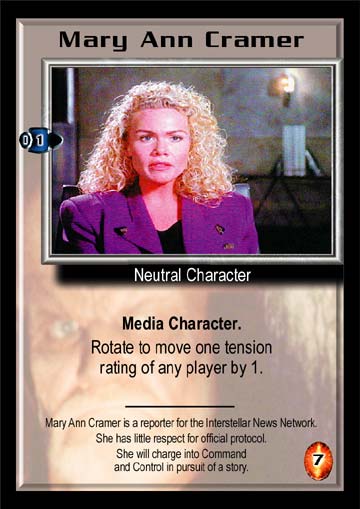 Mary Ann Cramer
D 1
Neutral Character
Media Character.
Rotate to move one tension
rating of any player by 1.
Mary Ann Cramer is a reporter for the Interstellar News Network.
She has little respect for official protocol.
She will charge into Command
and Control in pursuit of a story.
7